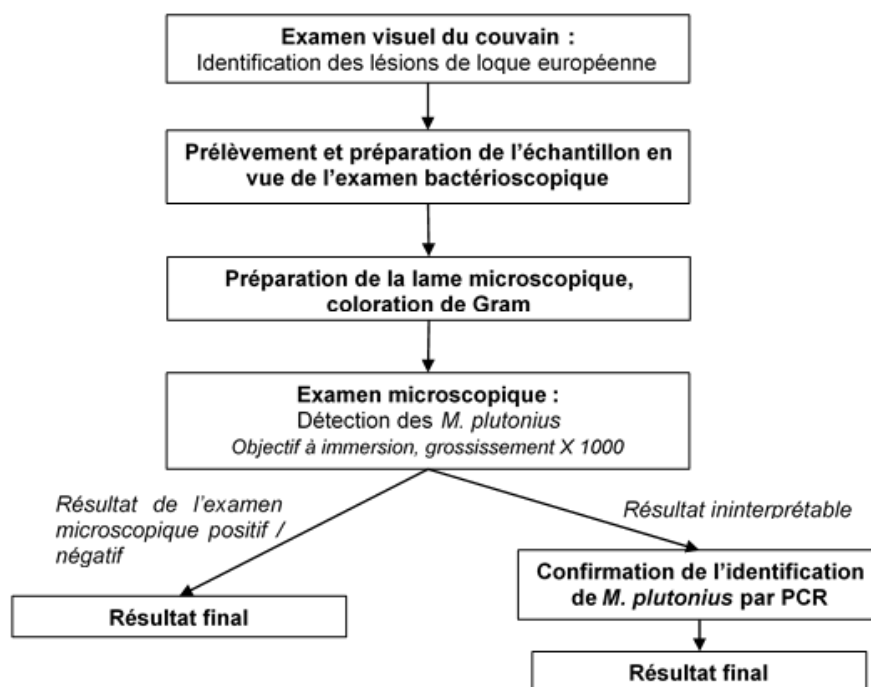 Examen visuel du couvain :
Identification des lésions de loque européenne
Prélèvement et préparation de l'échantillon en
vue de l'examen bactérioscopique
Préparation de la lame microscopique,
coloration de Gram
Examen microscopique :
Détection des M. plutonius
Objectif à immersion, grossissement X 1000
Résultat de l'examen
microscopique positif /
négatif
Résultat ininterprétable
Résultat final
Confirmation de l'identification
de M. plutonius par PCR
Résultat final